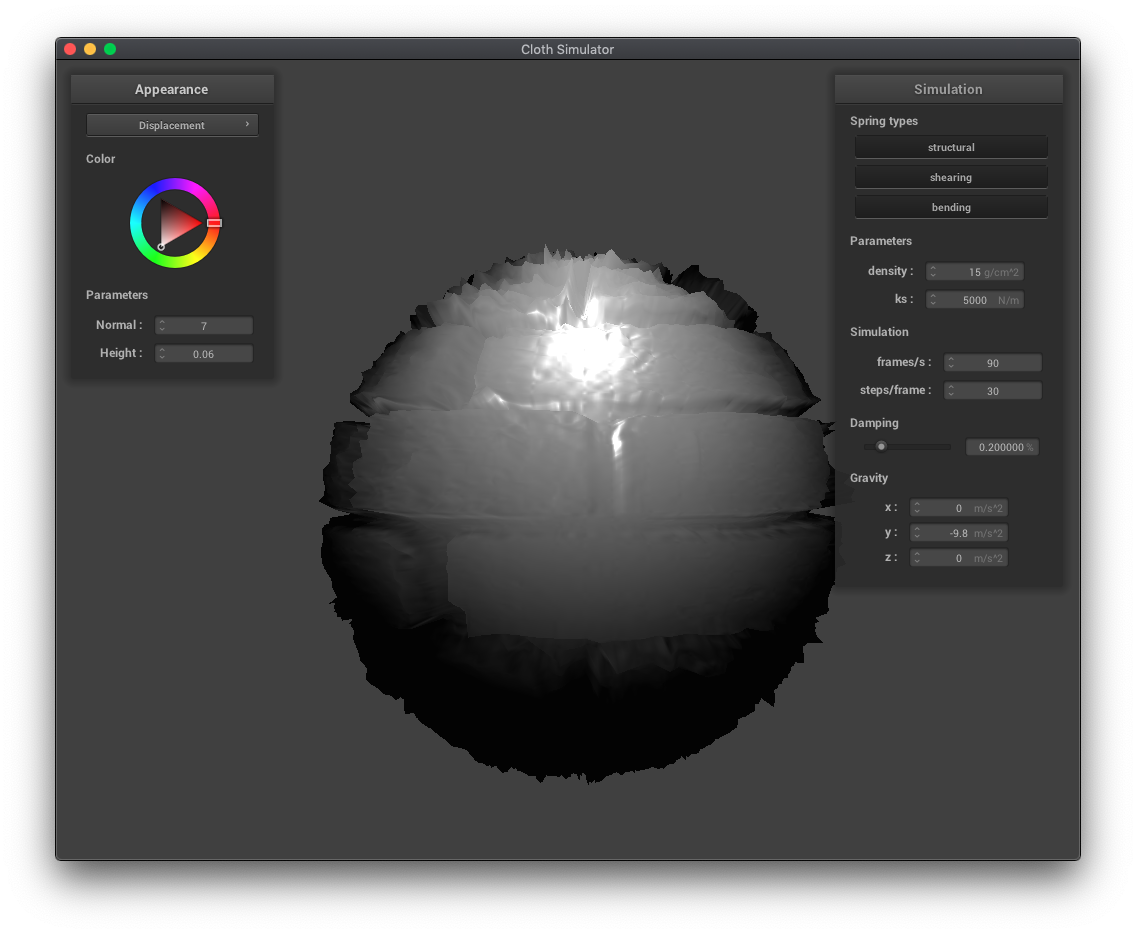 Cloth Simulator
Appearance
Displacement
Color
Parameters
Normal : 7
Height : 0.06
Simulation
Spring types
structural
shearing
bending
Parameters
density : 15 g/cm^2
ks : 5000 N/m
Simulation
frames/s : 90
steps/frame : 30
Damping
0.200000 %
Gravity
x : 0 m/s^2
y : -9.8 m/s^2
z : 0 m/s^2